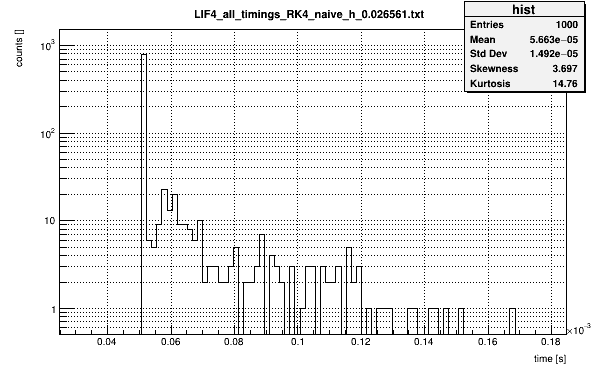 LIF4_all_timings_RK4_naive_h_0.026561.txt
hist
Entries 1000
Mean 5.663e−05
Std Dev 1.492e−05
Skewness 3.697
Kurtosis 14.76
counts []
10³
10²
10
1
0.04 0.06 0.08 0.1 0.12 0.14 0.16 0.18
×10⁻³
time [s]